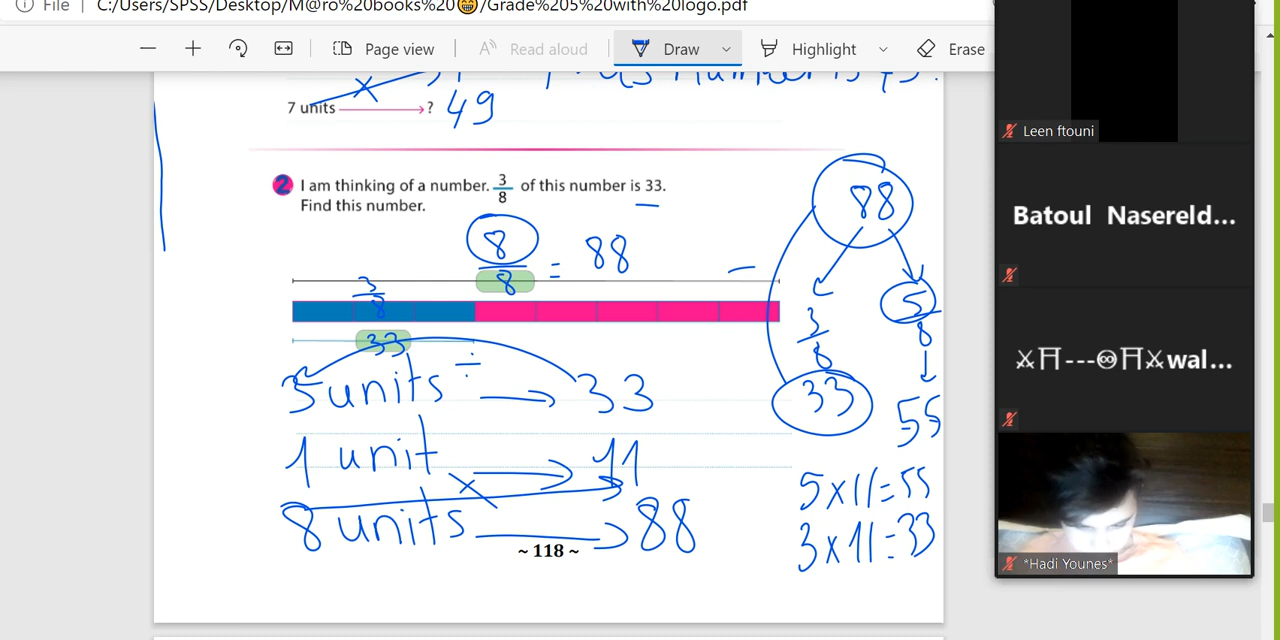 File | C:/Users/SPSS/Desktop/M@ro%20books%20😁/Grade%205%20with%20logo.pdf
Page view
Read aloud
Draw
Highlight
Erase
number is
7 units → ? 49
2 I am thinking of a number. 3/8 of this number is 33.
Find this number.
8/8 = 88
3/8
33
3 units → 33
÷
1 unit → 11
×
8 units → 88
88
3/8
5/8
33
55
5×11=55
3×11=33
~ 118 ~
Leen ftouni
Batoul Nasereld...
⚔⛩---♾⛩⚔wal...
*Hadi Younes*